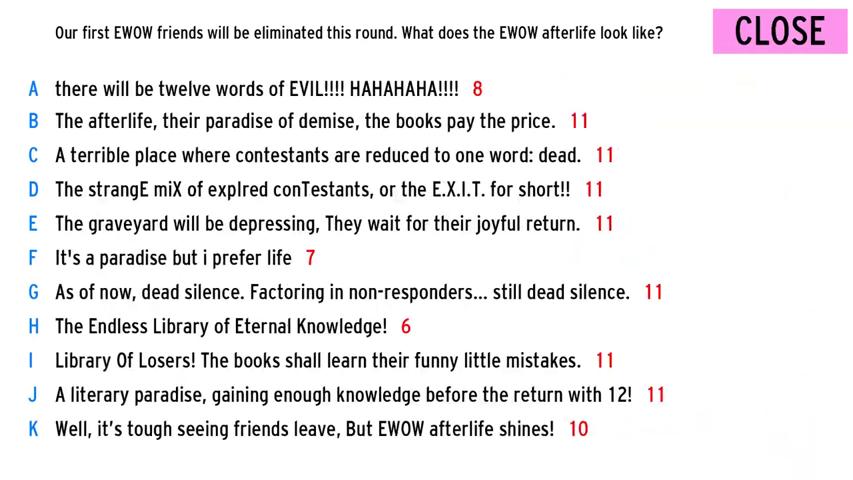 Our first EWOW friends will be eliminated this round. What does the EWOW afterlife look like?
CLOSE
A there will be twelve words of EVIL!!!! HAHAHAHA!!!! 8
B The afterlife, their paradise of demise, the books pay the price. 11
C A terrible place where contestants are reduced to one word: dead. 11
D The strangE miX of expIred conTestants, or the E.X.I.T. for short!! 11
E The graveyard will be depressing, They wait for their joyful return. 11
F It's a paradise but i prefer life 7
G As of now, dead silence. Factoring in non-responders... still dead silence. 11
H The Endless Library of Eternal Knowledge! 6
I Library Of Losers! The books shall learn their funny little mistakes. 11
J A literary paradise, gaining enough knowledge before the return with 12! 11
K Well, it’s tough seeing friends leave, But EWOW afterlife shines! 10